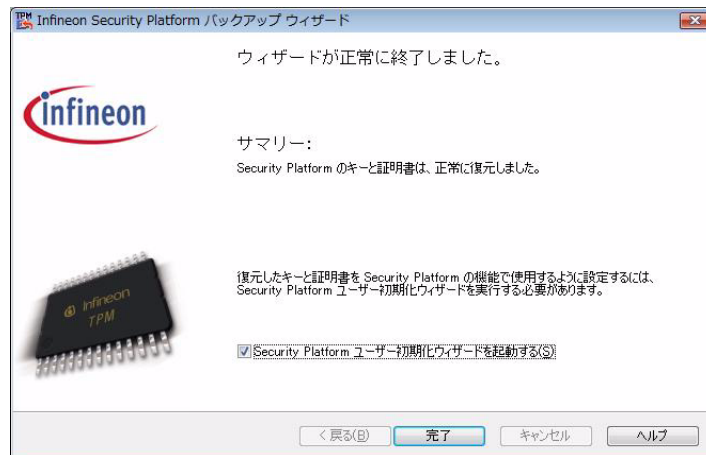 Infineon Security Platform バックアップ ウィザード
ウィザードが正常に終了しました。
infineon
サマリー:
Security Platform のキーと証明書は、正常に復元しました。
復元したキーと証明書を Security Platform の機能で使用するように設定するには、
Security Platform ユーザー初期化ウィザードを実行する必要があります。
infineon
TPM
Security Platform ユーザー初期化ウィザードを起動する(S)
< 戻る(B)
完了
キャンセル
ヘルプ